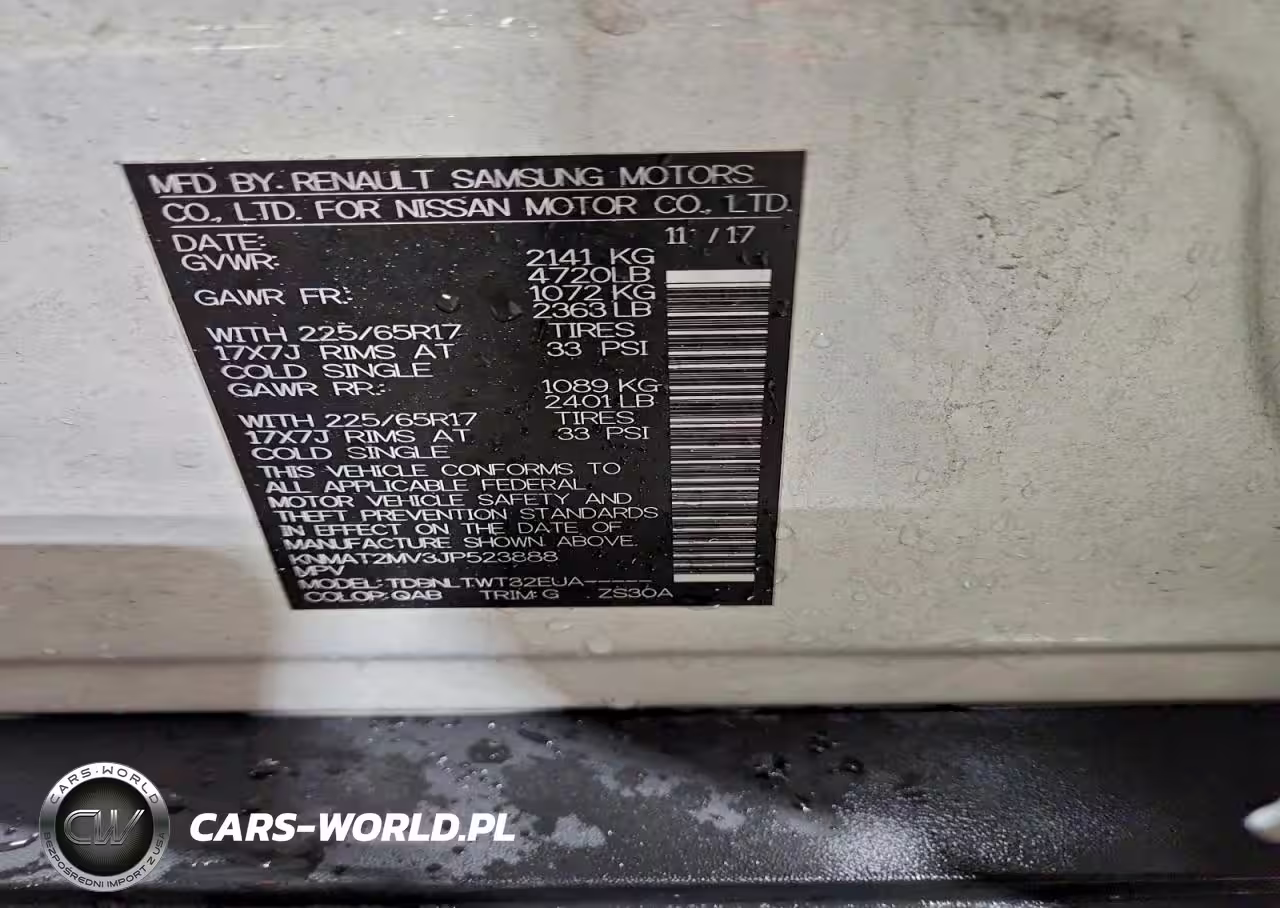 MFD BY: RENAULT SAMSUNG MOTORS
CO., LTD. FOR NISSAN MOTOR CO., LTD.
DATE: 11 / 17
GVWR: 2141 KG
4720LB
GAWR FR.: 1072 KG
2363 LB
WITH 225/65R17 TIRES
17X7J RIMS AT 33 PSI
COLD SINGLE
GAWR RR.: 1089 KG
2401 LB
WITH 225/65R17 TIRES
17X7J RIMS AT 33 PSI
COLD SINGLE
THIS VEHICLE CONFORMS TO
ALL APPLICABLE FEDERAL
MOTOR VEHICLE SAFETY AND
THEFT PREVENTION STANDARDS
IN EFFECT ON THE DATE OF
MANUFACTURE SHOWN ABOVE.
KNMAT2MV3JP523888
MPV
MODEL: TDBNLTWT32EUA-----
COLOR: QAB TRIM: G ZS30A
CARS-WORLD
CW
BEZPOŚREDNI IMPORT Z USA
CARS-WORLD.PL